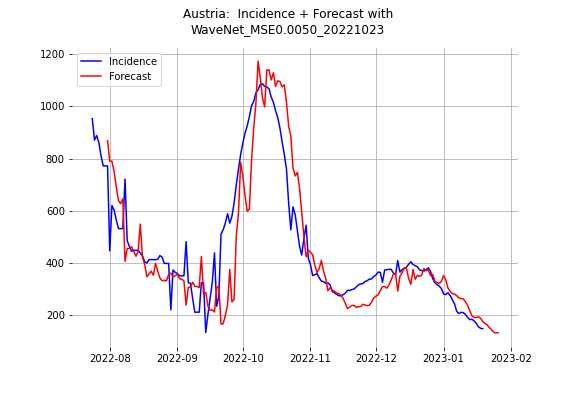 Austria:  Incidence + Forecast with
WaveNet_MSE0.0050_20221023
Incidence
Forecast
1200
1000
800
600
400
200
2022-08 2022-09 2022-10 2022-11 2022-12 2023-01 2023-02